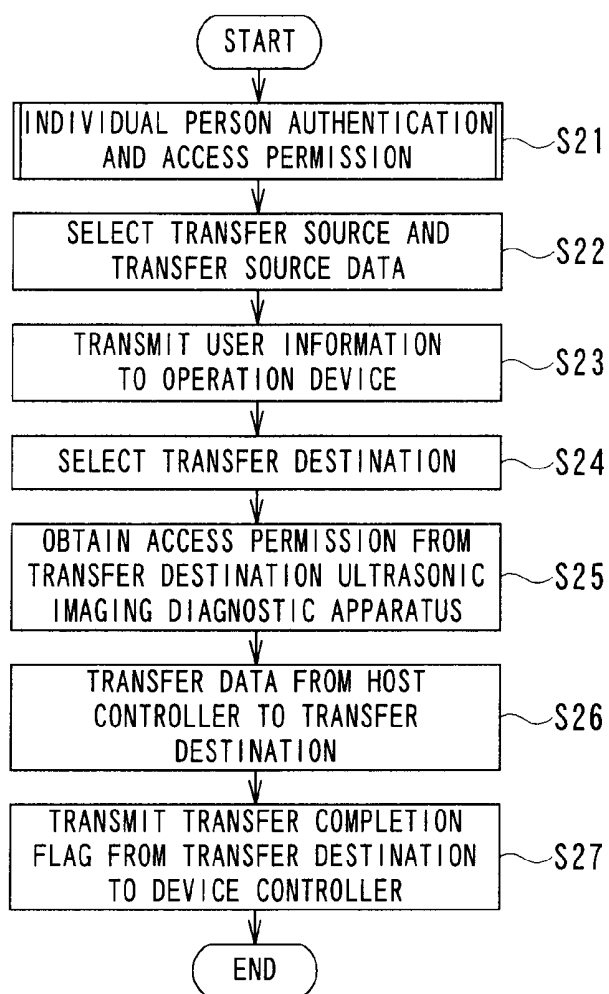 START
INDIVIDUAL PERSON AUTHENTICATION
AND ACCESS PERMISSION
S21
SELECT TRANSFER SOURCE AND
TRANSFER SOURCE DATA
S22
TRANSMIT USER INFORMATION
TO OPERATION DEVICE
S23
SELECT TRANSFER DESTINATION
S24
OBTAIN ACCESS PERMISSION FROM
TRANSFER DESTINATION ULTRASONIC
IMAGING DIAGNOSTIC APPARATUS
S25
TRANSFER DATA FROM HOST
CONTROLLER TO TRANSFER
DESTINATION
S26
TRANSMIT TRANSFER COMPLETION
FLAG FROM TRANSFER DESTINATION
TO DEVICE CONTROLLER
S27
END